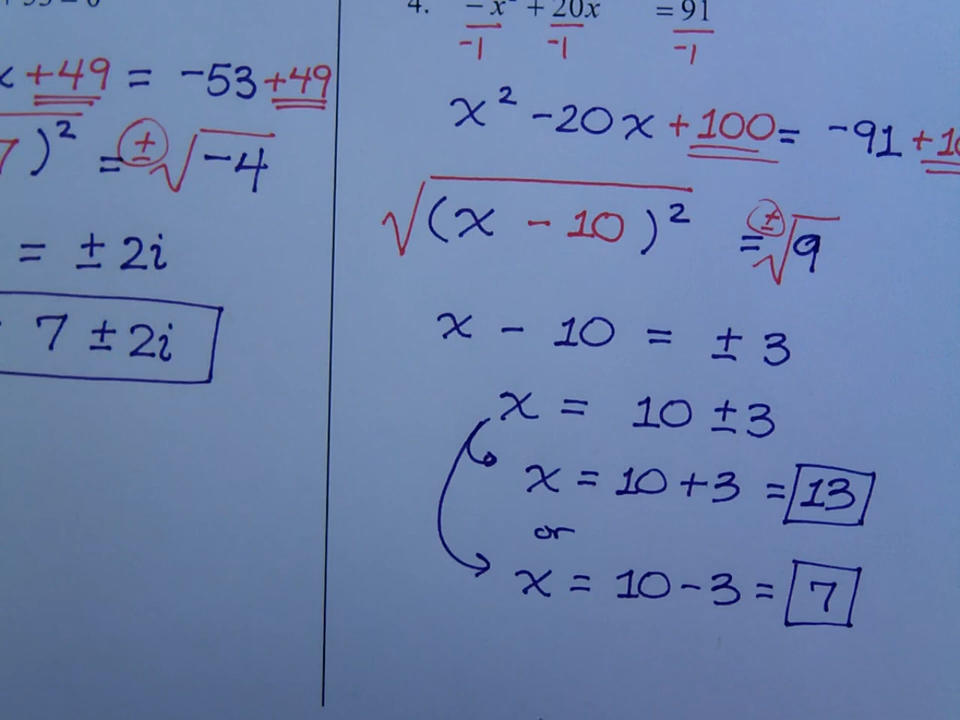 x +49 = -53 +49
7)² = ±√-4
= ± 2i
7 ± 2i
4. -x² + 20x = 91
-1 -1 -1
x² - 20x + 100 = -91 + 10
√(x - 10)² = ±√9
x - 10 = ± 3
x = 10 ± 3
x = 10 + 3 = 13
or
x = 10 - 3 = 7